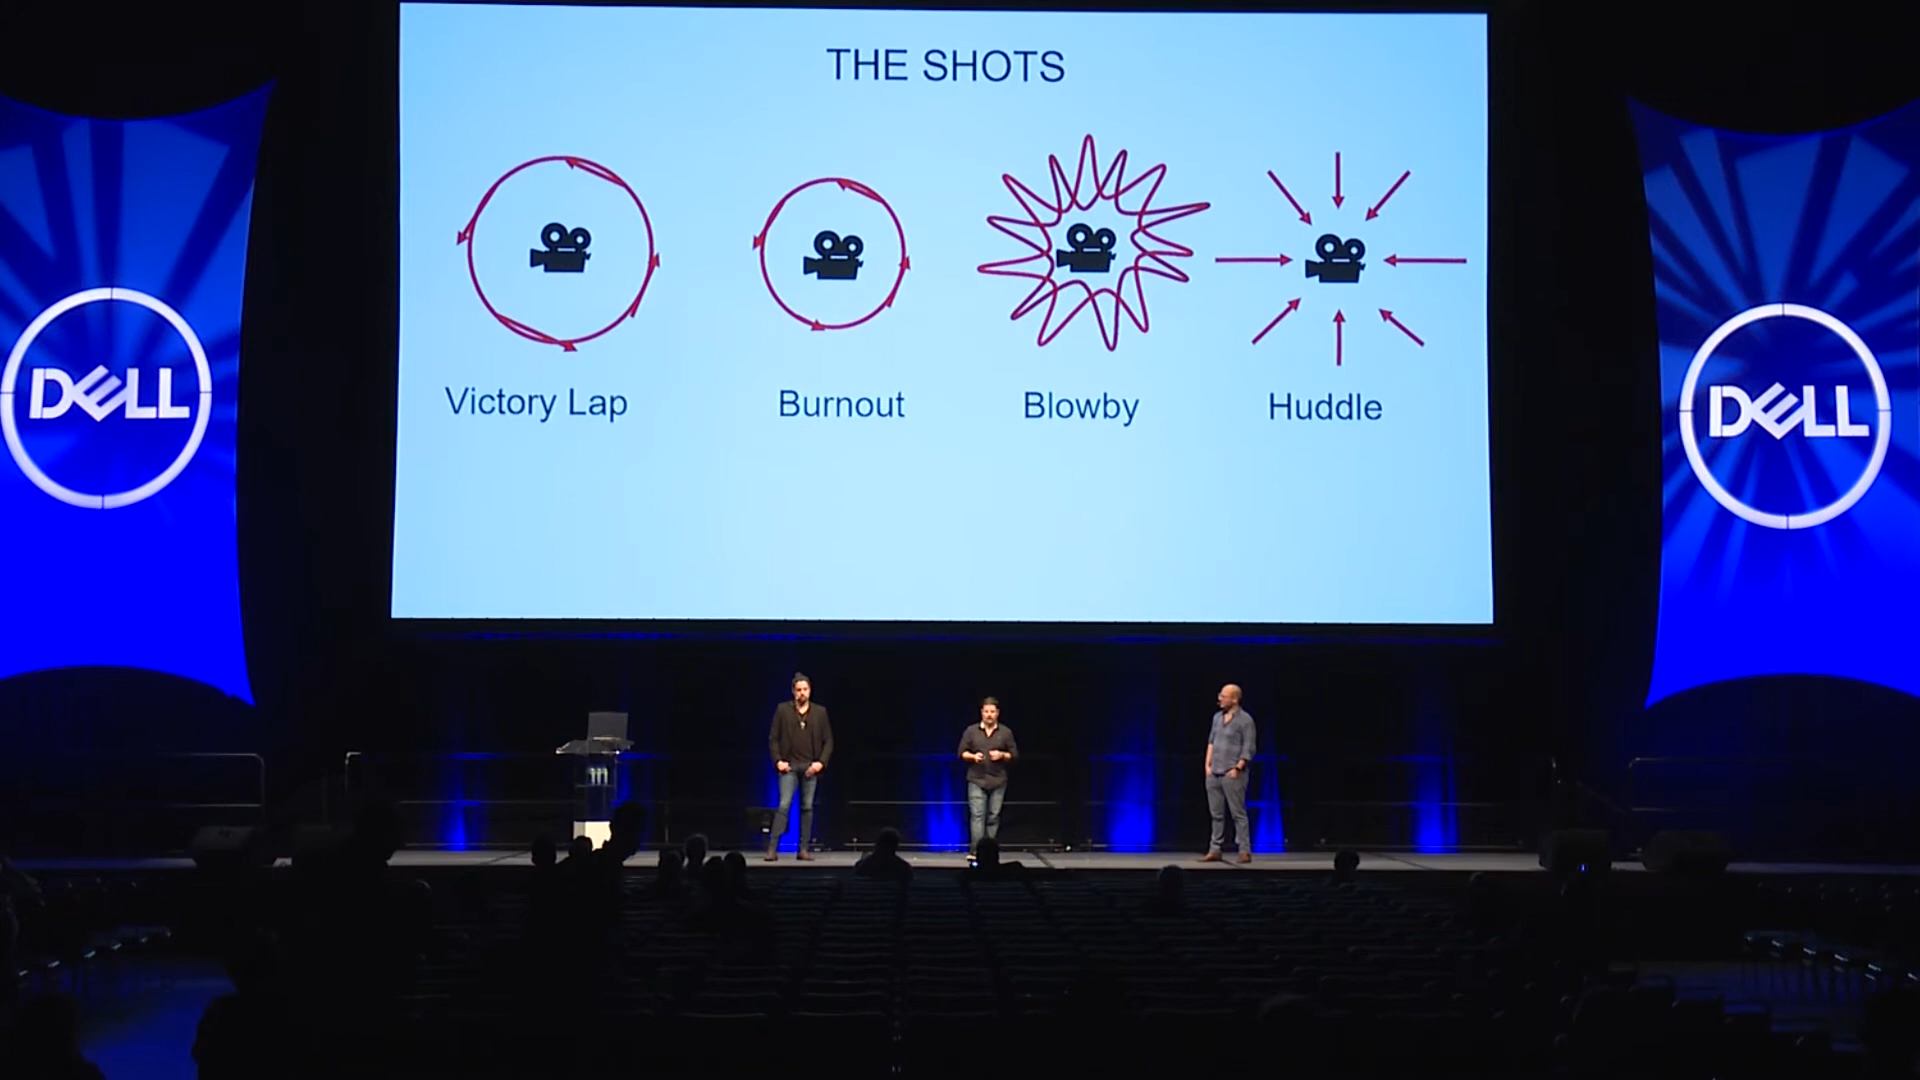 THE SHOTS
Victory Lap
Burnout
Blowby
Huddle
DELL
DELL